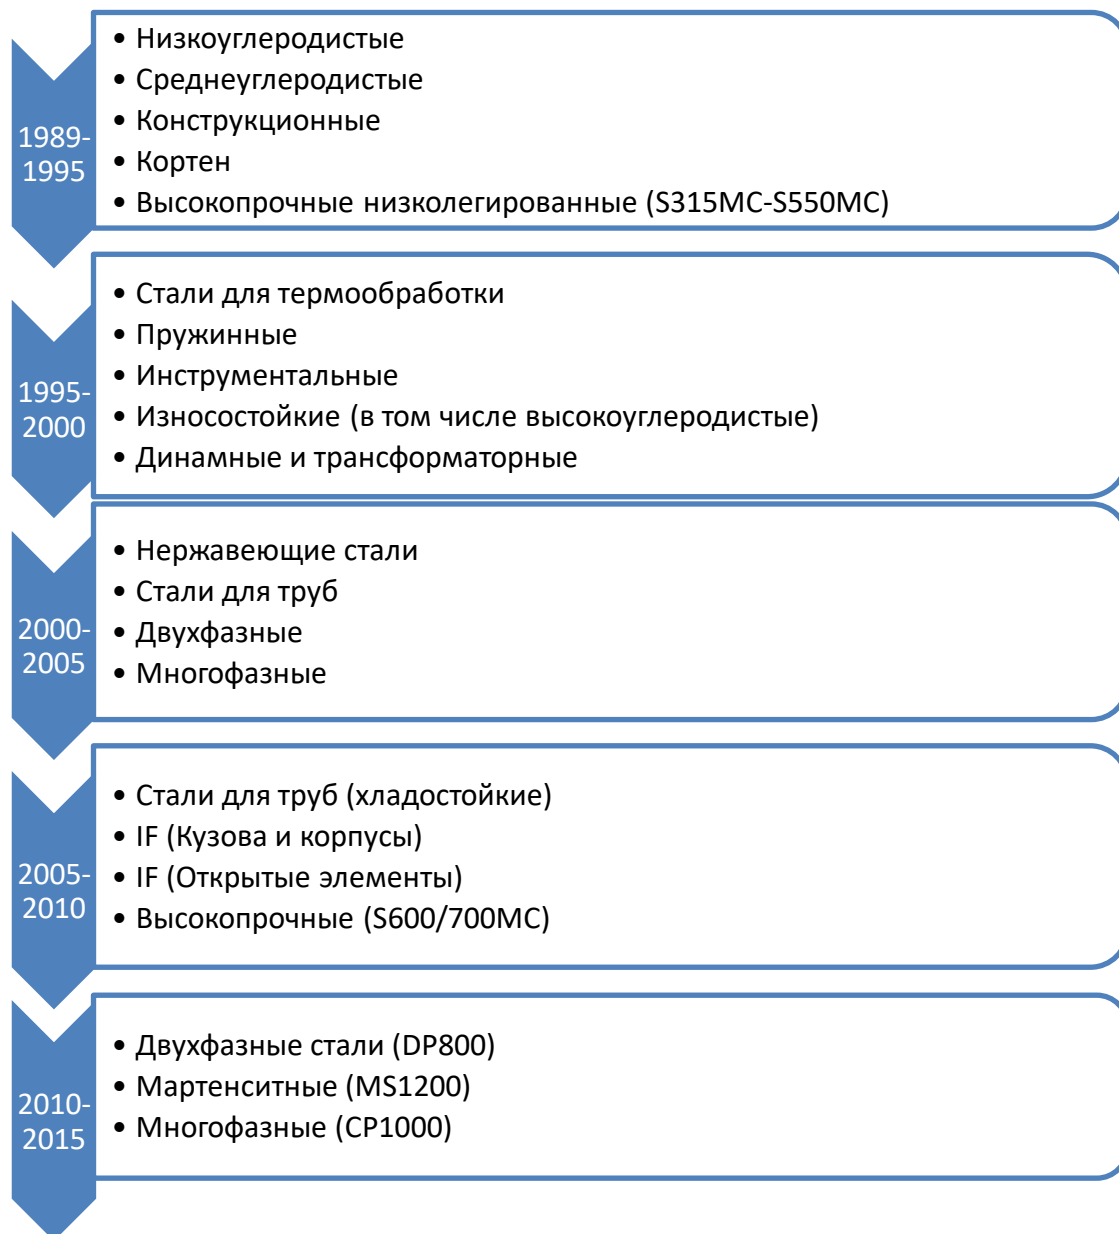 1989-
1995
• Низкоуглеродистые
• Среднеуглеродистые
• Конструкционные
• Кортен
• Высокопрочные низколегированные (S315MC-S550MC)
1995-
2000
• Стали для термообработки
• Пружинные
• Инструментальные
• Износостойкие (в том числе высокоуглеродистые)
• Динамные и трансформаторные
2000-
2005
• Нержавеющие стали
• Стали для труб
• Двухфазные
• Многофазные
2005-
2010
• Стали для труб (хладостойкие)
• IF (Кузова и корпусы)
• IF (Открытые элементы)
• Высокопрочные (S600/700MC)
2010-
2015
• Двухфазные стали (DP800)
• Мартенситные (MS1200)
• Многофазные (CP1000)